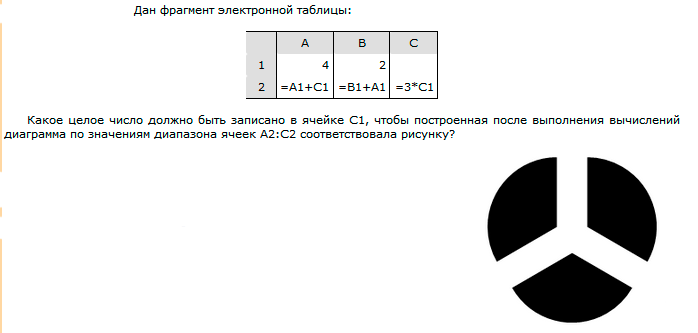 Дан фрагмент электронной таблицы:
A B C
1 4 2
2 =A1+C1 =B1+A1 =3*C1
Какое целое число должно быть записано в ячейке C1, чтобы построенная после выполнения вычислений
диаграмма по значениям диапазона ячеек A2:C2 соответствовала рисунку?